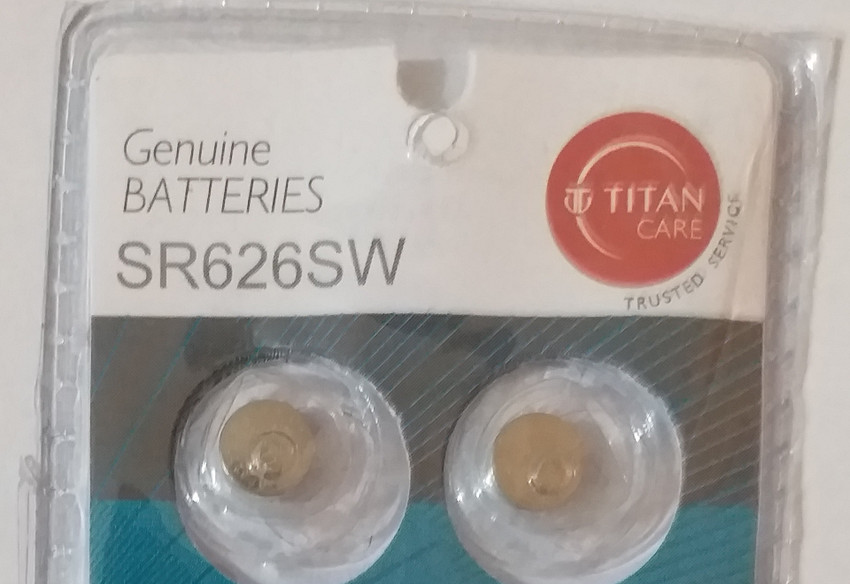 Genuine
BATTERIES
SR626SW
TITAN
CARE
TRUSTED SERVICE